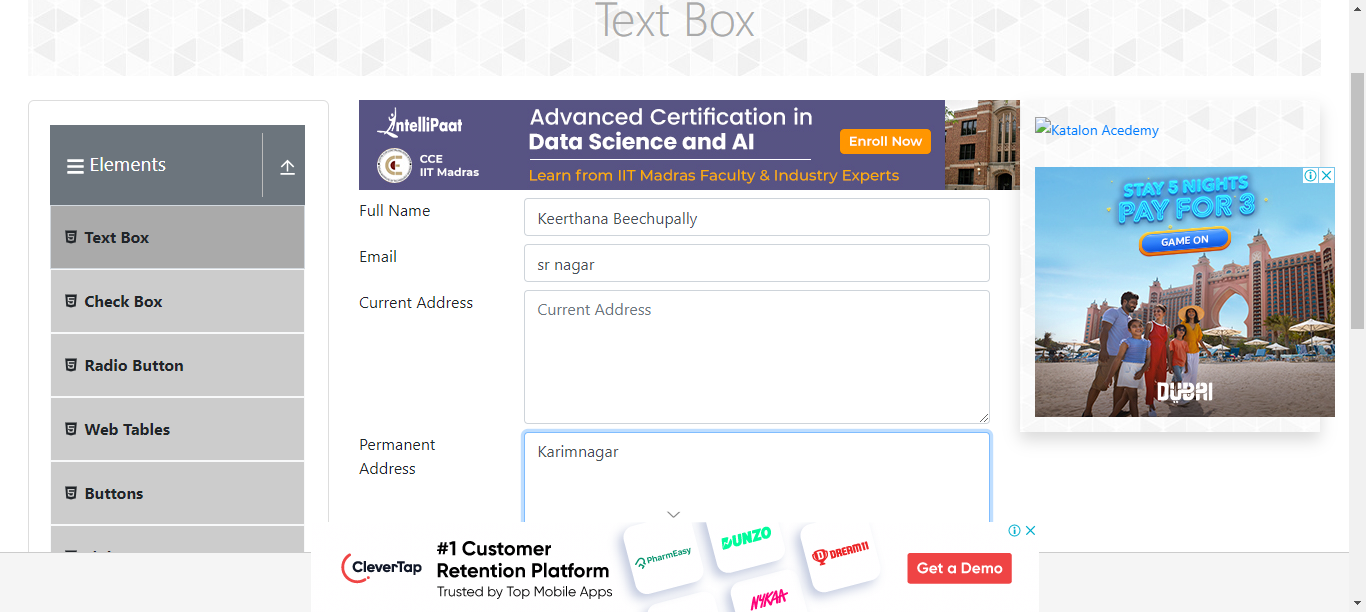 Text Box
Elements
Text Box
Check Box
Radio Button
Web Tables
Buttons
IntelliPaat
CCE
IIT Madras
Advanced Certification in
Data Science and AI
Learn from IIT Madras Faculty & Industry Experts
Enroll Now
Full Name
Keerthana Beechupally
Email
sr nagar
Current Address
Current Address
Permanent
Address
Karimnagar
Katalon Acedemy
STAY 5 NIGHTS
PAY FOR 3
GAME ON
DUBAI
CleverTap
#1 Customer
Retention Platform
Trusted by Top Mobile Apps
PharmEasy
DUNZO
DREAM11
NYKAA
Get a Demo